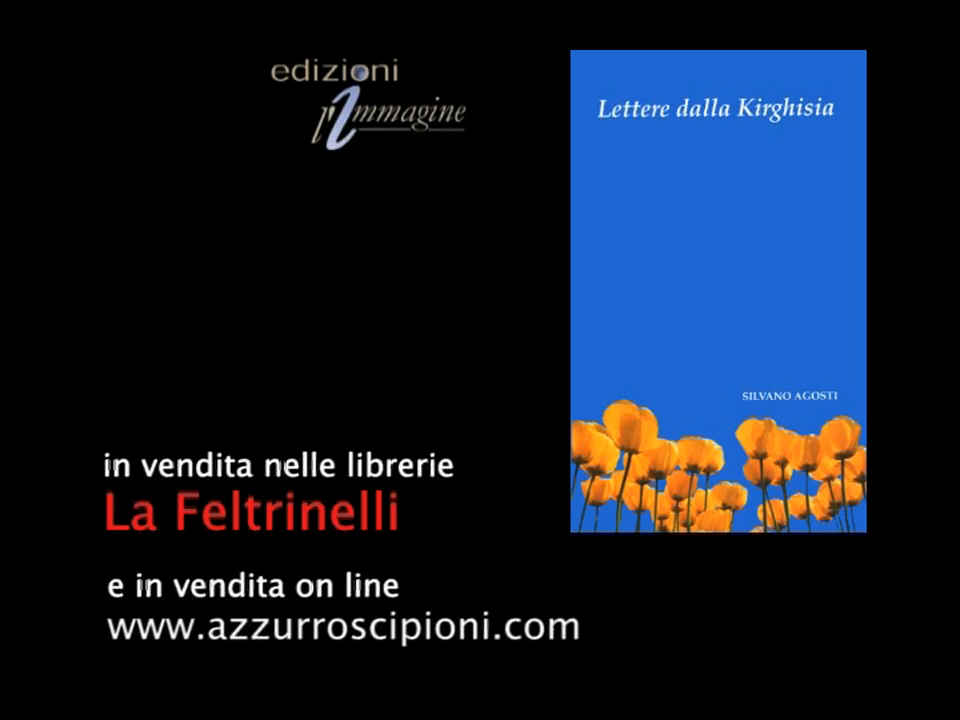 edizioni
l'immagine
Lettere dalla Kirghisia
SILVANO AGOSTI
in vendita nelle librerie
La Feltrinelli
e in vendita on line
www.azzurroscipioni.com